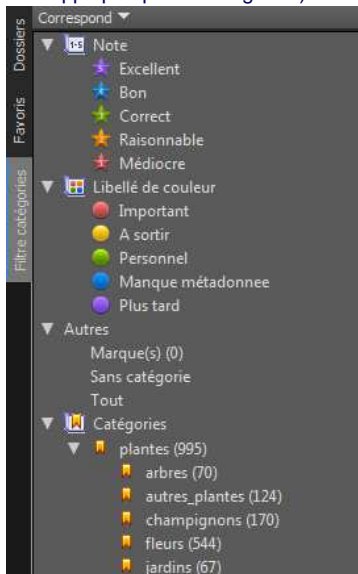 Correspond
Dossiers
Favoris
Filtre catégories
1-5 Note
Excellent
Bon
Correct
Raisonnable
Médiocre
Libellé de couleur
Important
A sortir
Personnel
Manque métadonnee
Plus tard
Autres
Marque(s) (0)
Sans catégorie
Tout
Catégories
plantes (995)
arbres (70)
autres_plantes (124)
champignons (170)
fleurs (544)
jardins (67)